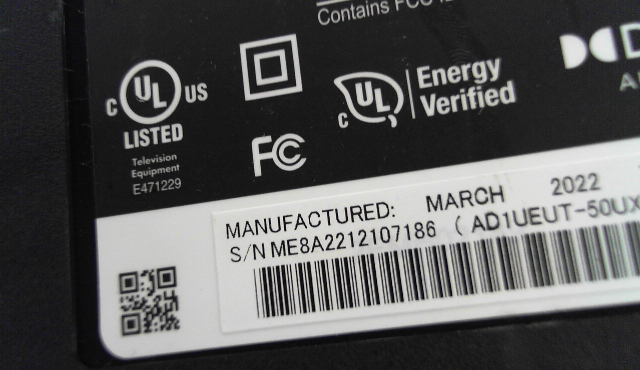 Contains FCC
C UL US
LISTED
Television
Equipment
E471229
FC
C UL
Energy
Verified
MANUFACTURED: MARCH 2022
S/N ME8A2212107186 ( AD1UEUT-50UX